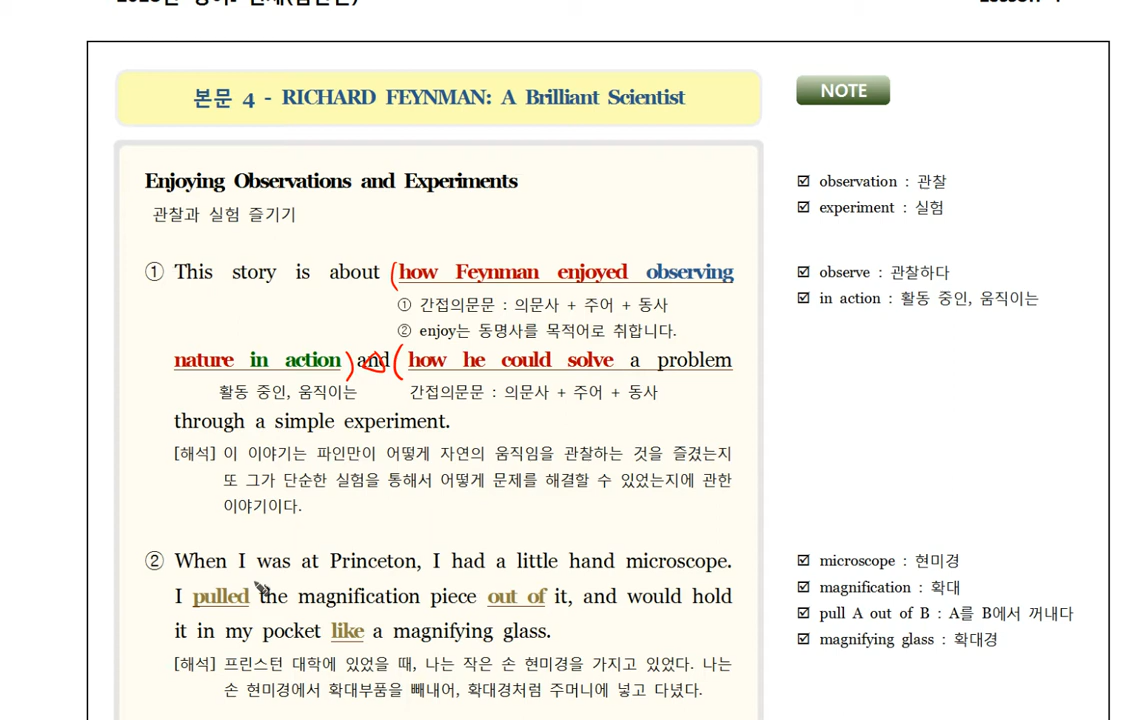 본문 4 - RICHARD FEYNMAN: A Brilliant Scientist
NOTE
Enjoying Observations and Experiments
관찰과 실험 즐기기
☑ observation : 관찰
☑ experiment : 실험
① This story is about how Feynman enjoyed observing
① 간접의문문 : 의문사 + 주어 + 동사
② enjoy는 동명사를 목적어로 취합니다.
nature in action and how he could solve a problem
활동 중인, 움직이는 간접의문문 : 의문사 + 주어 + 동사
through a simple experiment.
[해석] 이 이야기는 파인만이 어떻게 자연의 움직임을 관찰하는 것을 즐겼는지
또 그가 단순한 실험을 통해서 어떻게 문제를 해결할 수 있었는지에 관한
이야기이다.
☑ observe : 관찰하다
☑ in action : 활동 중인, 움직이는
② When I was at Princeton, I had a little hand microscope.
I pulled the magnification piece out of it, and would hold
it in my pocket like a magnifying glass.
[해석] 프린스턴 대학에 있었을 때, 나는 작은 손 현미경을 가지고 있었다. 나는
손 현미경에서 확대부품을 빼내어, 확대경처럼 주머니에 넣고 다녔다.
☑ microscope : 현미경
☑ magnification : 확대
☑ pull A out of B : A를 B에서 꺼내다
☑ magnifying glass : 확대경